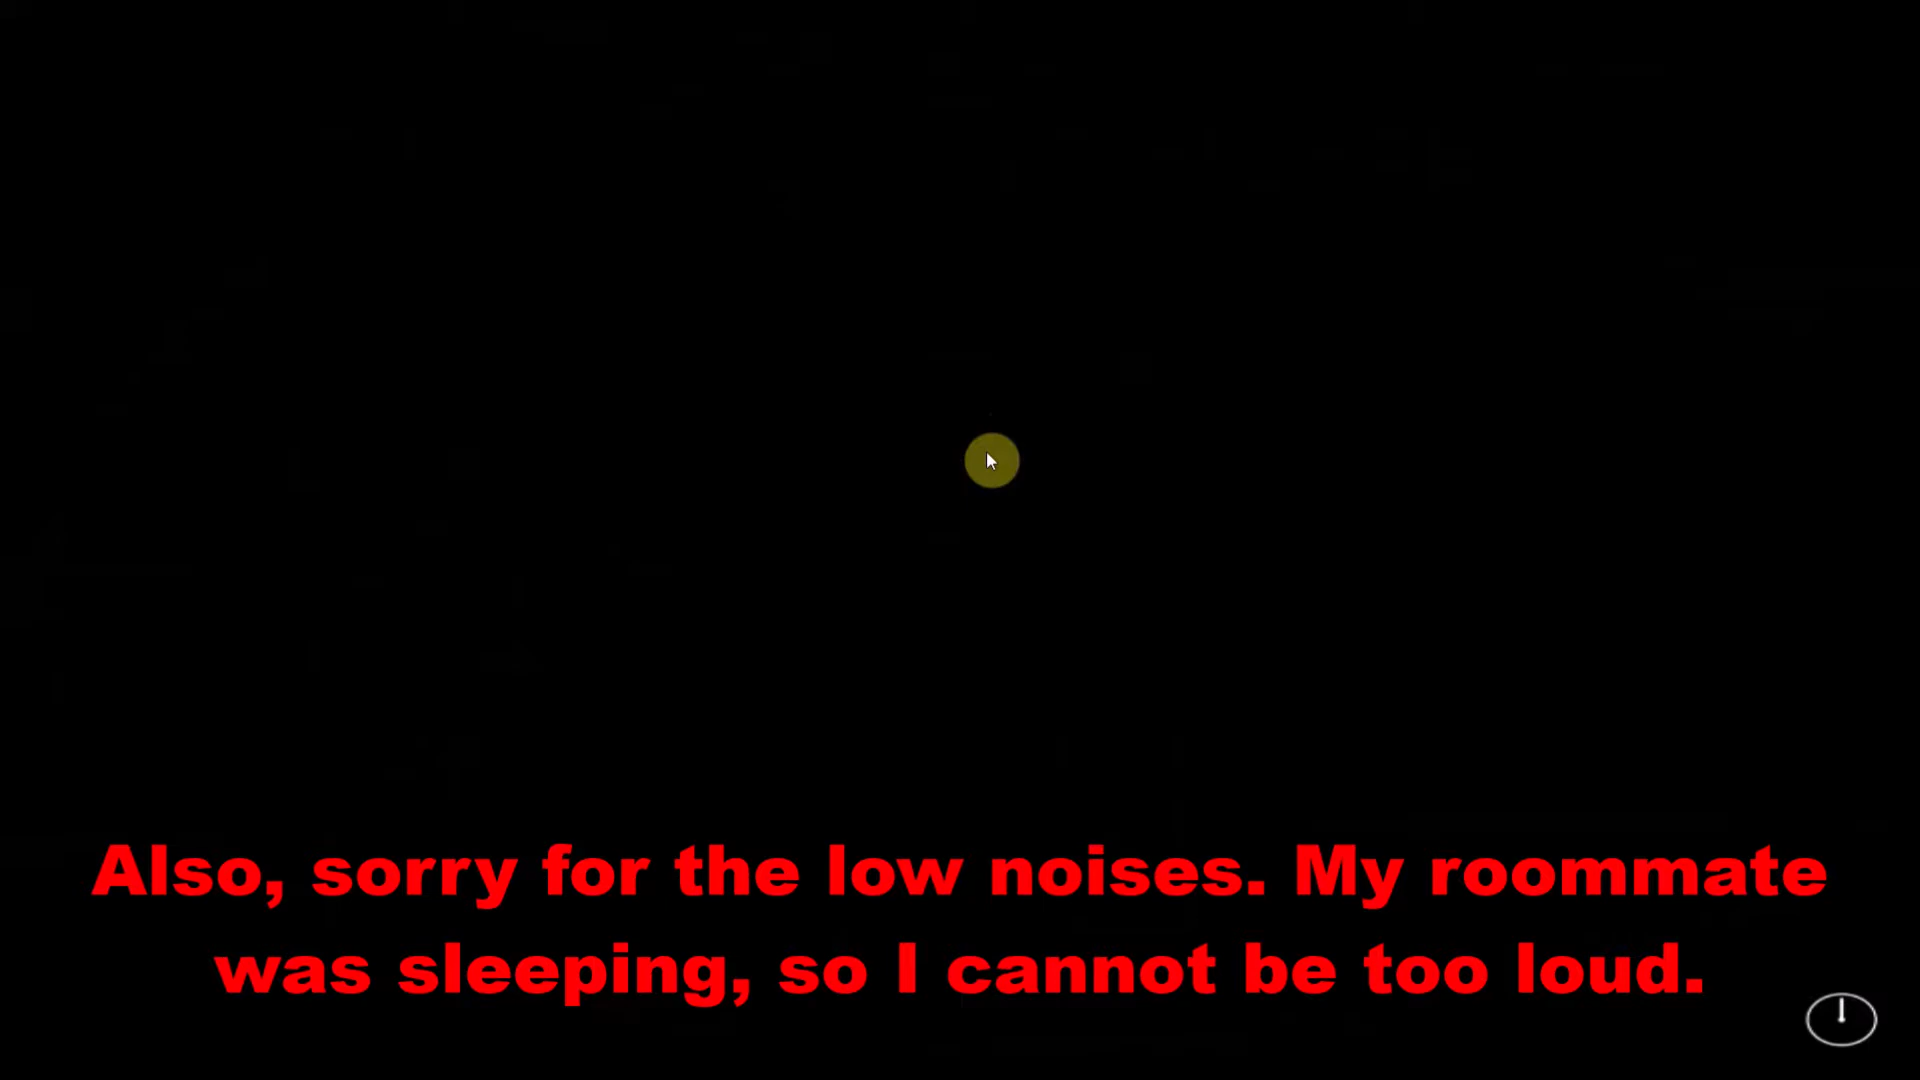 Also, sorry for the low noises. My roommate
was sleeping, so I cannot be too loud.